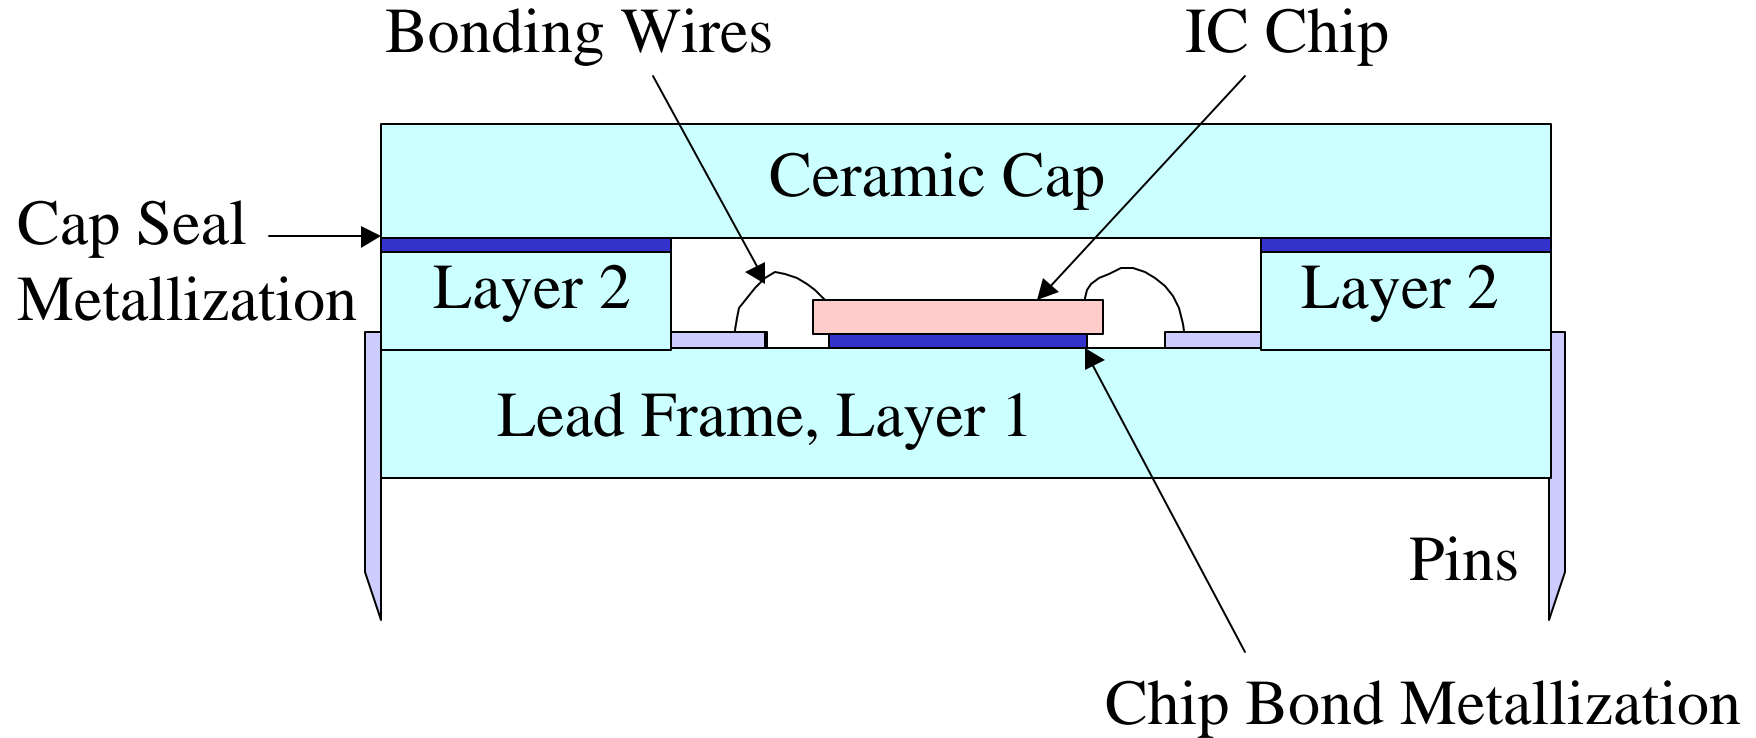 Bonding Wires
IC Chip
Ceramic Cap
Cap Seal
Metallization
Layer 2
Layer 2
Lead Frame, Layer 1
Pins
Chip Bond Metallization